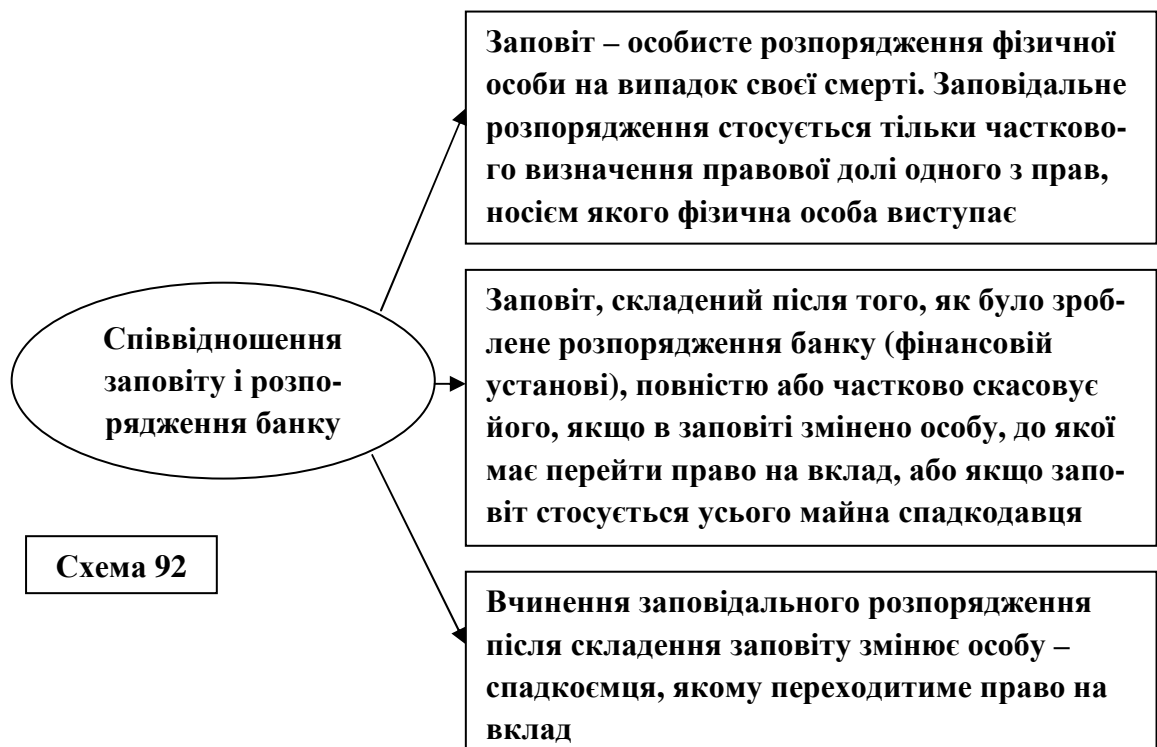 Заповіт – особисте розпорядження фізичної
особи на випадок своєї смерті. Заповідальне
розпорядження стосується тільки частково-
го визначення правової долі одного з прав,
носієм якого фізична особа виступає
Співвідношення
заповіту і розпо-
рядження банку
Заповіт, складений після того, як було зроб-
лене розпорядження банку (фінансовій
установі), повністю або частково скасовує
його, якщо в заповіті змінено особу, до якої
має перейти право на вклад, або якщо запо-
віт стосується усього майна спадкодавця
Схема 92
Вчинення заповідального розпорядження
після складення заповіту змінює особу –
спадкоємця, якому переходитиме право на
вклад